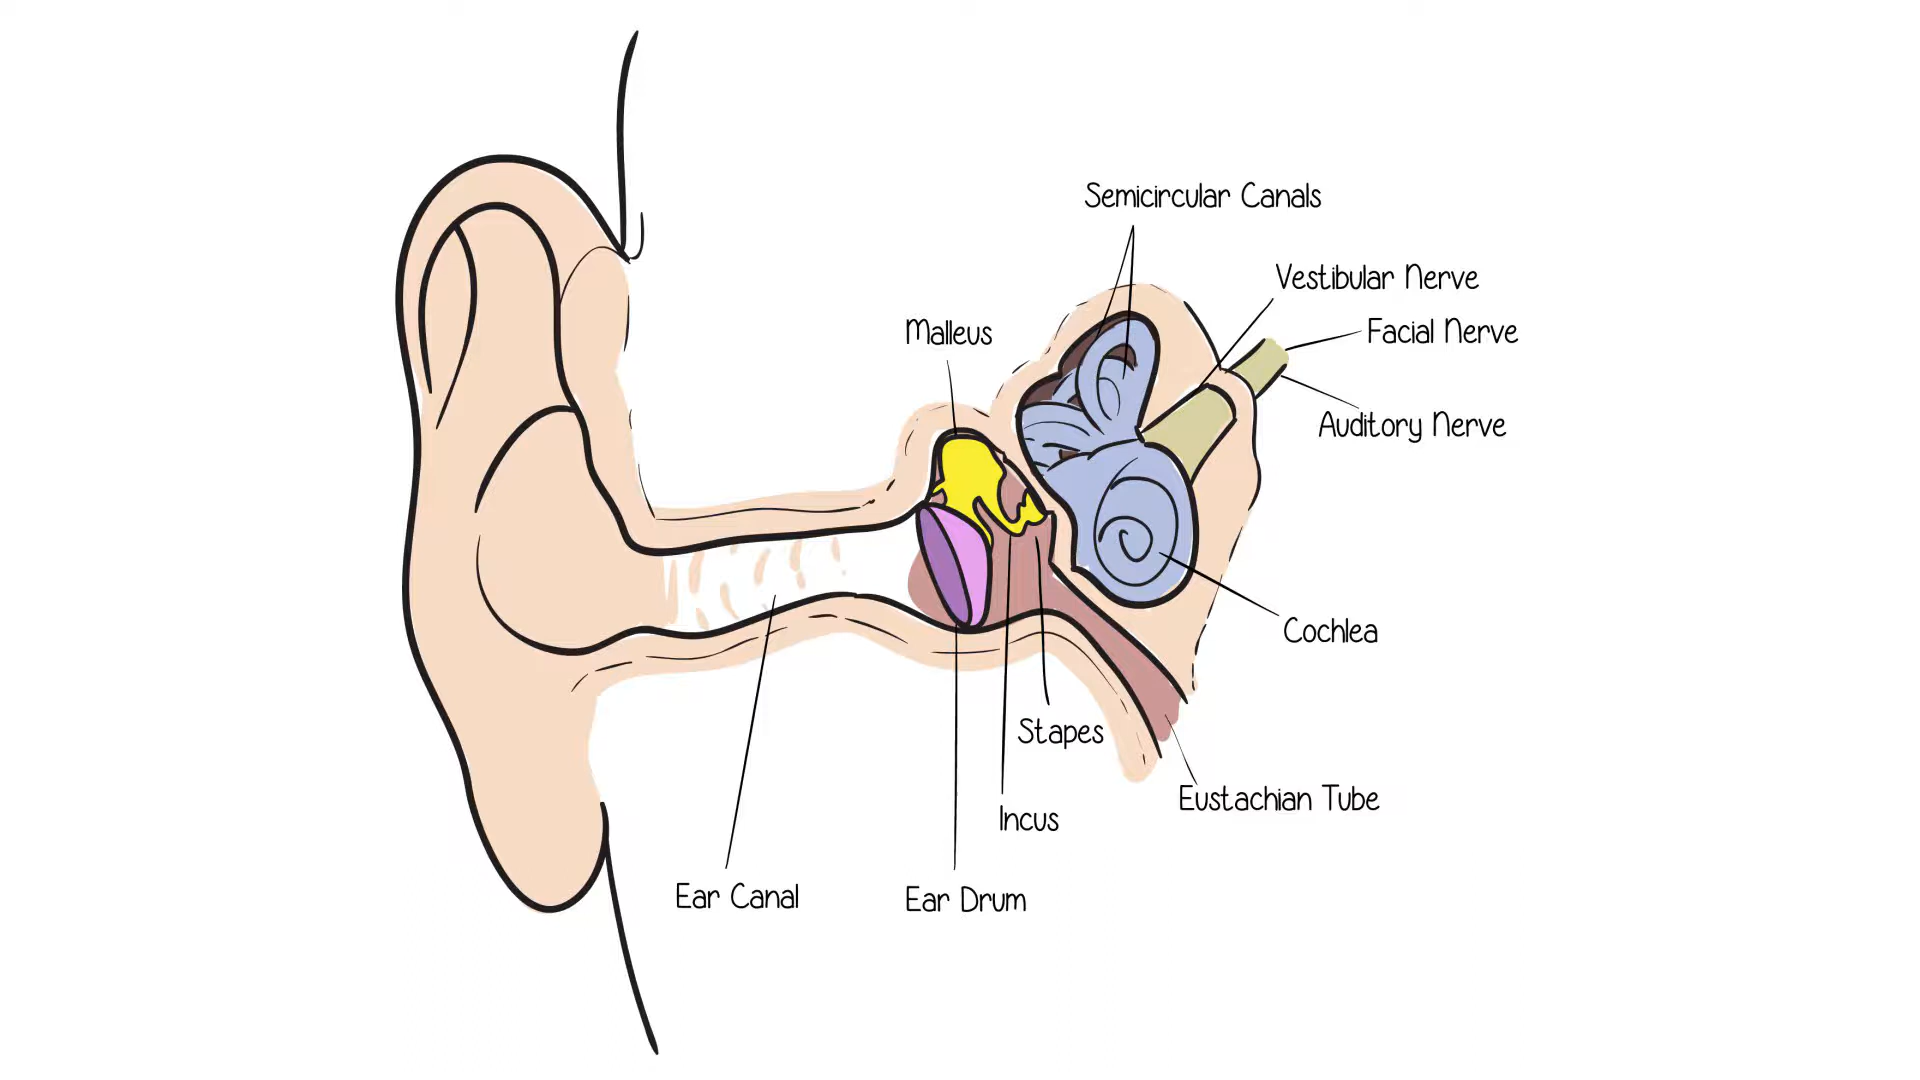 Semicircular Canals
Vestibular Nerve
Facial Nerve
Malleus
Auditory Nerve
Cochlea
Stapes
Eustachian Tube
Incus
Ear Canal
Ear Drum